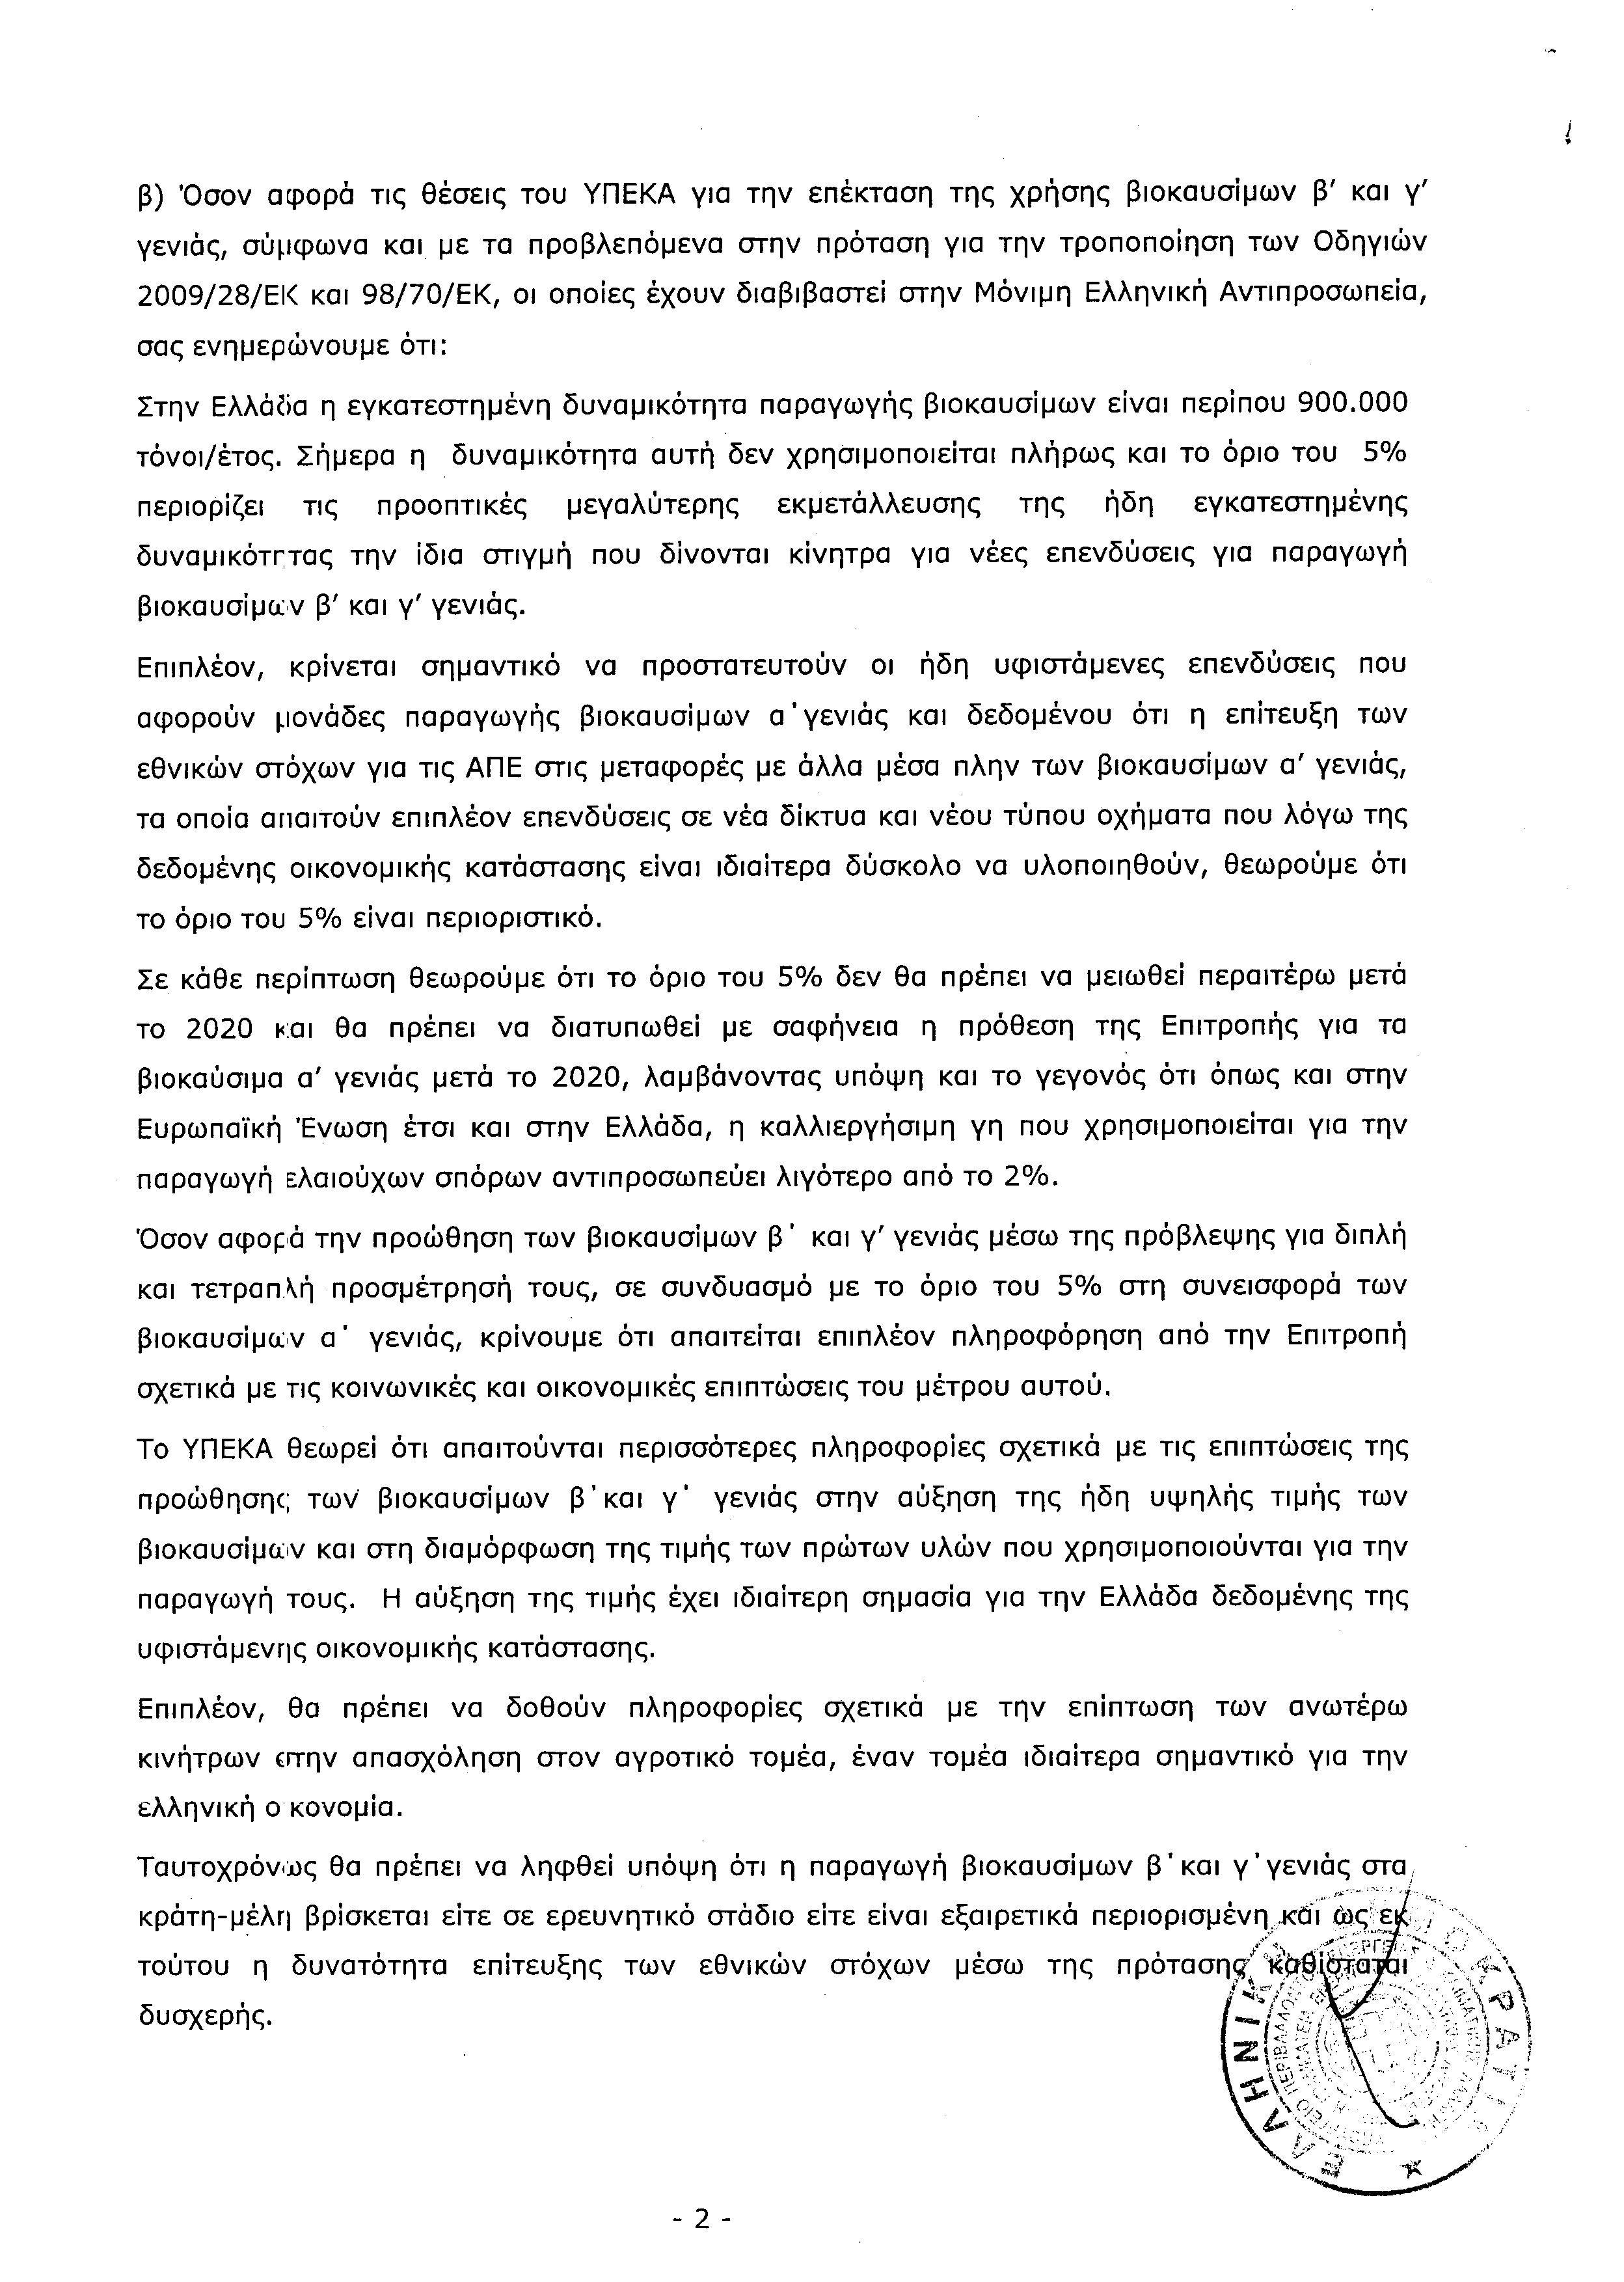 β) Όσον αφορά τις θέσεις του ΥΠΕΚΑ για την επέκταση της χρήσης βιοκαυσίμων β' και γ'
γενιάς, σύμφωνα και με τα προβλεπόμενα στην πρόταση για την τροποποίηση των Οδηγιών
2009/28/ΕΚ και 98/70/ΕΚ, οι οποίες έχουν διαβιβαστεί στην Μόνιμη Ελληνική Αντιπροσωπεία,
σας ενημερώνουμε ότι:
Στην Ελλάδα η εγκατεστημένη δυναμικότητα παραγωγής βιοκαυσίμων είναι περίπου 900.000
τόνοι/έτος. Σήμερα η δυναμικότητα αυτή δεν χρησιμοποιείται πλήρως και το όριο του 5%
περιορίζει τις προοπτικές μεγαλύτερης εκμετάλλευσης της ήδη εγκατεστημένης
δυναμικότητας την ίδια στιγμή που δίνονται κίνητρα για νέες επενδύσεις για παραγωγή
βιοκαυσίμων β' και γ' γενιάς.
Επιπλέον, κρίνεται σημαντικό να προστατευτούν οι ήδη υφιστάμενες επενδύσεις που
αφορούν μονάδες παραγωγής βιοκαυσίμων α'γενιάς και δεδομένου ότι η επίτευξη των
εθνικών στόχων για τις ΑΠΕ στις μεταφορές με άλλα μέσα πλην των βιοκαυσίμων α' γενιάς,
τα οποία απαιτούν επιπλέον επενδύσεις σε νέα δίκτυα και νέου τύπου οχήματα που λόγω της
δεδομένης οικονομικής κατάστασης είναι ιδιαίτερα δύσκολο να υλοποιηθούν, θεωρούμε ότι
το όριο του 5% είναι περιοριστικό.
Σε κάθε περίπτωση θεωρούμε ότι το όριο του 5% δεν θα πρέπει να μειωθεί περαιτέρω μετά
το 2020 και θα πρέπει να διατυπωθεί με σαφήνεια η πρόθεση της Επιτροπής για τα
βιοκαύσιμα α' γενιάς μετά το 2020, λαμβάνοντας υπόψη και το γεγονός ότι όπως και στην
Ευρωπαϊκή Ένωση έτσι και στην Ελλάδα, η καλλιεργήσιμη γη που χρησιμοποιείται για την
παραγωγή ελαιούχων σπόρων αντιπροσωπεύει λιγότερο από το 2%.
Όσον αφορά την προώθηση των βιοκαυσίμων β' και γ' γενιάς μέσω της πρόβλεψης για διπλή
και τετραπλή προσμέτρησή τους, σε συνδυασμό με το όριο του 5% στη συνεισφορά των
βιοκαυσίμων α' γενιάς, κρίνουμε ότι απαιτείται επιπλέον πληροφόρηση από την Επιτροπή
σχετικά με τις κοινωνικές και οικονομικές επιπτώσεις του μέτρου αυτού.
Το ΥΠΕΚΑ θεωρεί ότι απαιτούνται περισσότερες πληροφορίες σχετικά με τις επιπτώσεις της
προώθησης των βιοκαυσίμων β'και γ' γενιάς στην αύξηση της ήδη υψηλής τιμής των
βιοκαυσίμων και στη διαμόρφωση της τιμής των πρώτων υλών που χρησιμοποιούνται για την
παραγωγή τους. Η αύξηση της τιμής έχει ιδιαίτερη σημασία για την Ελλάδα δεδομένης της
υφιστάμενης οικονομικής κατάστασης.
Επιπλέον, θα πρέπει να δοθούν πληροφορίες σχετικά με την επίπτωση των ανωτέρω
κινήτρων στην απασχόληση στον αγροτικό τομέα, έναν τομέα ιδιαίτερα σημαντικό για την
ελληνική οικονομία.
Ταυτοχρόνως θα πρέπει να ληφθεί υπόψη ότι η παραγωγή βιοκαυσίμων β'και γ'γενιάς στα
κράτη-μέλη βρίσκεται είτε σε ερευνητικό στάδιο είτε είναι εξαιρετικά περιορισμένη και ως εκ
τούτου η δυνατότητα επίτευξης των εθνικών στόχων μέσω της πρότασης καθίσταται
δυσχερής.
ΕΛΛΗΝΙΚΗ ΔΗΜΟΚΡΑΤΙΑ
- 2 -